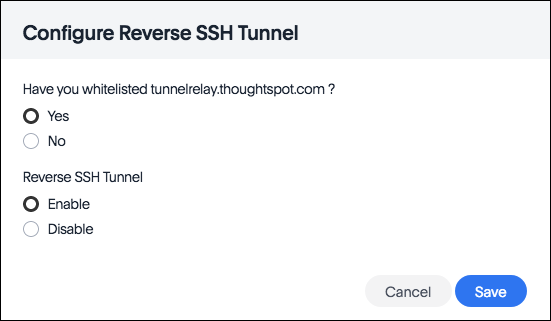 Configure Reverse SSH Tunnel
Have you whitelisted tunnelrelay.thoughtspot.com ?
Yes
No
Reverse SSH Tunnel
Enable
Disable
Cancel Save